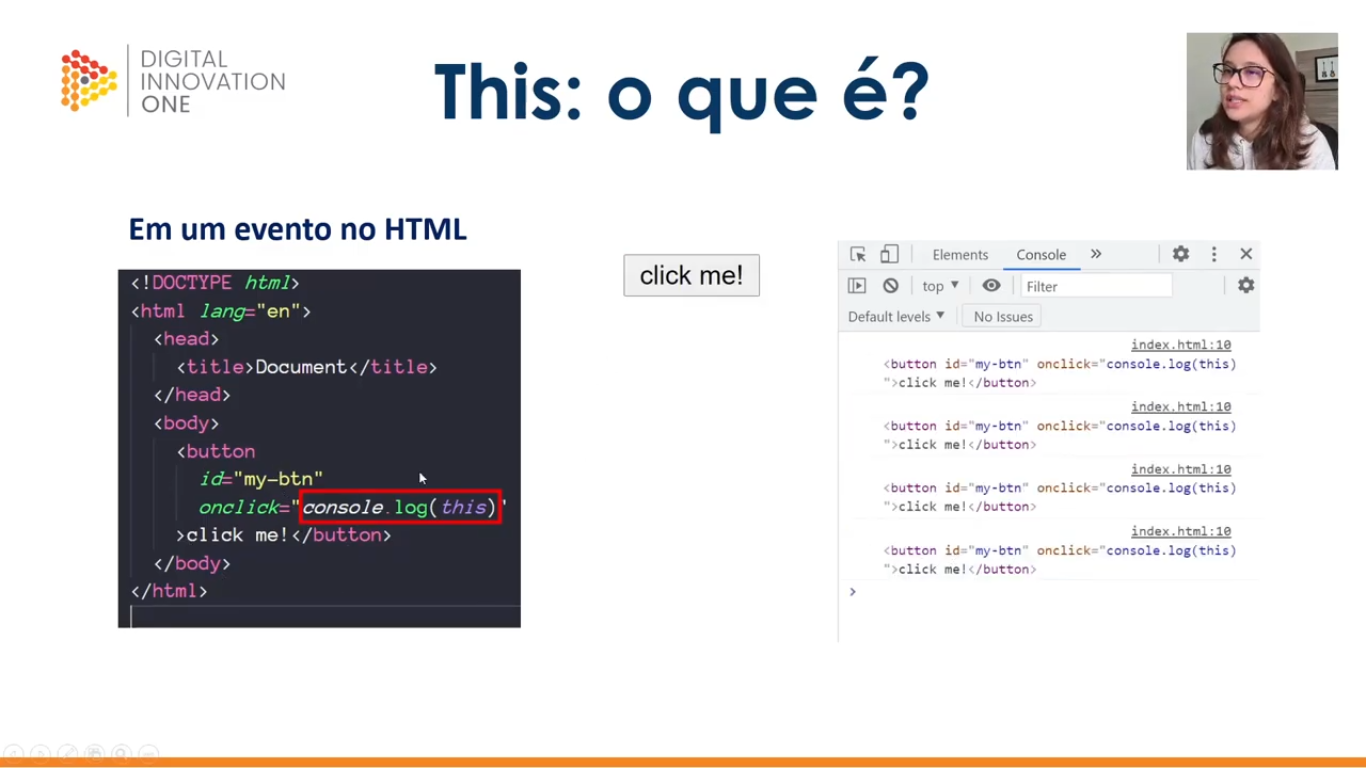 DIGITAL
INNOVATION
ONE
This: o que é?
Em um evento no HTML
<!DOCTYPE html>
<html lang="en">
<head>
<title>Document</title>
</head>
<body>
<button
id="my-btn"
onclick="console.log(this)"
>click me!</button>
</body>
</html>
click me!
Elements Console »
top ▼ Filter
Default levels ▼ No Issues
index.html:10
<button id="my-btn" onclick="console.log(this)
">click me!</button>
index.html:10
<button id="my-btn" onclick="console.log(this)
">click me!</button>
index.html:10
<button id="my-btn" onclick="console.log(this)
">click me!</button>
index.html:10
<button id="my-btn" onclick="console.log(this)
">click me!</button>
>